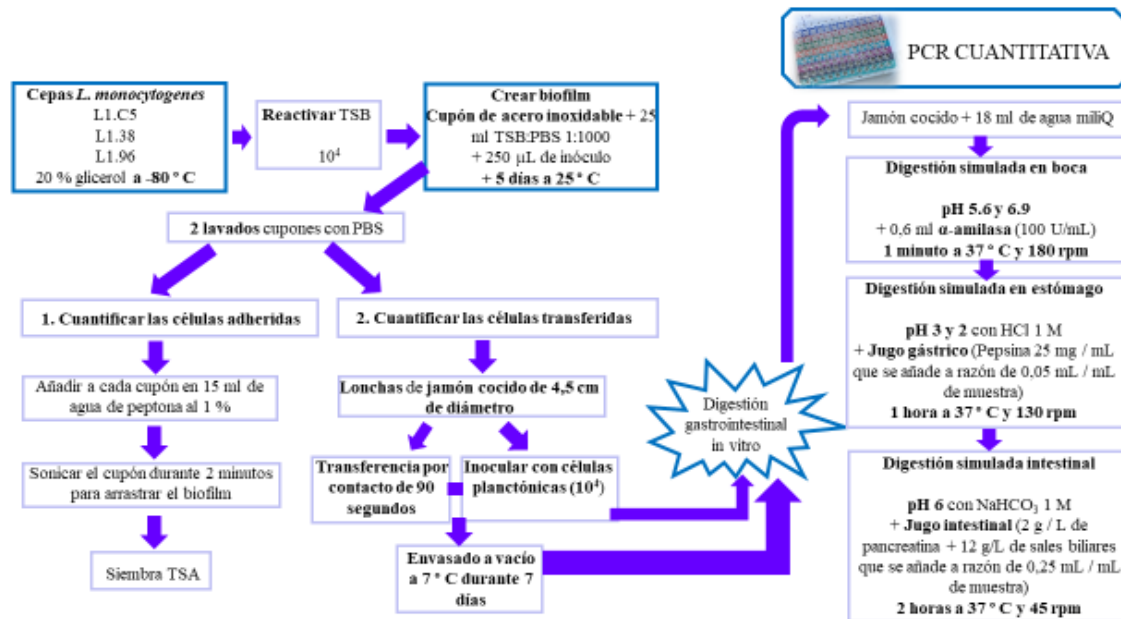 Cepas L. monocytogenes
L1.C5
L1.38
L1.96
20 % glicerol a -80 º C
Reactivar TSB
10⁴
Crear biofilm
Cupón de acero inoxidable + 25
ml TSB:PBS 1:1000
+ 250 µL de inóculo
+ 5 días a 25º C
2 lavados cupones con PBS
1. Cuantificar las células adheridas
Añadir a cada cupón en 15 ml de
agua de peptona al 1 %
Sonicar el cupón durante 2 minutos
para arrastrar el biofilm
Siembra TSA
2. Cuantificar las células transferidas
Lonchas de jamón cocido de 4,5 cm
de diámetro
Transferencia por
contacto de 90
segundos
Inocular con células
planctónicas (10⁴)
Envasado a vacío
a 7 º C durante 7
días
Digestión
gastrointestinal
in vitro
PCR CUANTITATIVA
Jamón cocido + 18 ml de agua miliQ
Digestión simulada en boca
pH 5.6 y 6.9
+ 0,6 ml α-amilasa (100 U/mL)
1 minuto a 37 º C y 180 rpm
Digestión simulada en estómago
pH 3 y 2 con HCl 1 M
+ Jugo gástrico (Pepsina 25 mg / mL
que se añade a razón de 0,05 mL / mL
de muestra)
1 hora a 37 º C y 130 rpm
Digestión simulada intestinal
pH 6 con NaHCO₃ 1 M
+ Jugo intestinal (2 g / L de
pancreatina + 12 g/L de sales biliares
que se añade a razón de 0,25 mL / mL
de muestra)
2 horas a 37 º C y 45 rpm